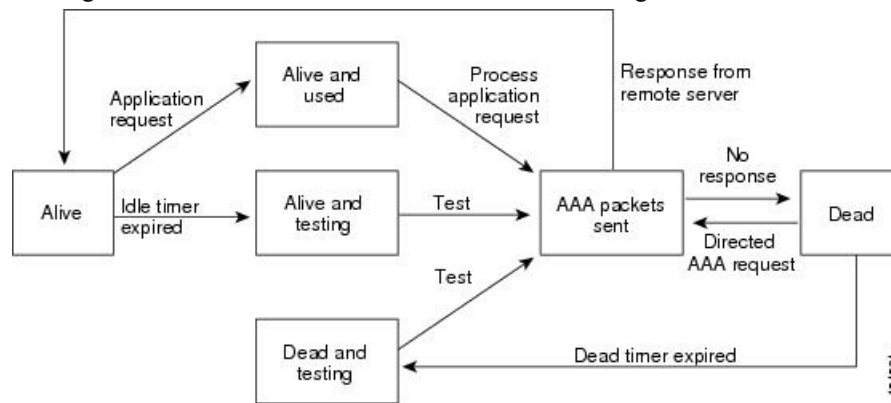 Alive and
used
Process
application
request
Response from
remote server
Application
request
Alive
Idle timer
expired
Alive and
testing
Test
AAA packets
sent
No
response
Directed
AAA request
Dead
Test
Dead and
testing
Dead timer expired